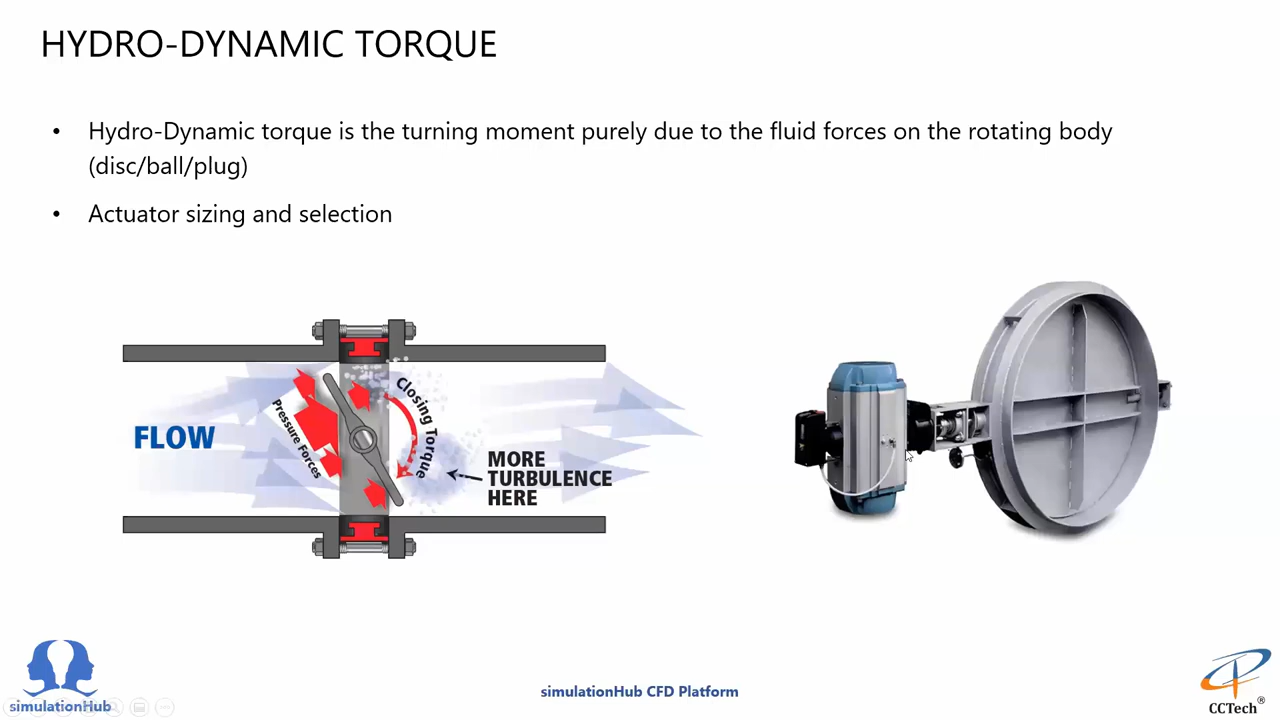 HYDRO-DYNAMIC TORQUE
• Hydro-Dynamic torque is the turning moment purely due to the fluid forces on the rotating body
(disc/ball/plug)
• Actuator sizing and selection
FLOW
Pressure Forces
Closing Torque
MORE
TURBULENCE
HERE
simulationHub
simulationHub CFD Platform
CCTech®